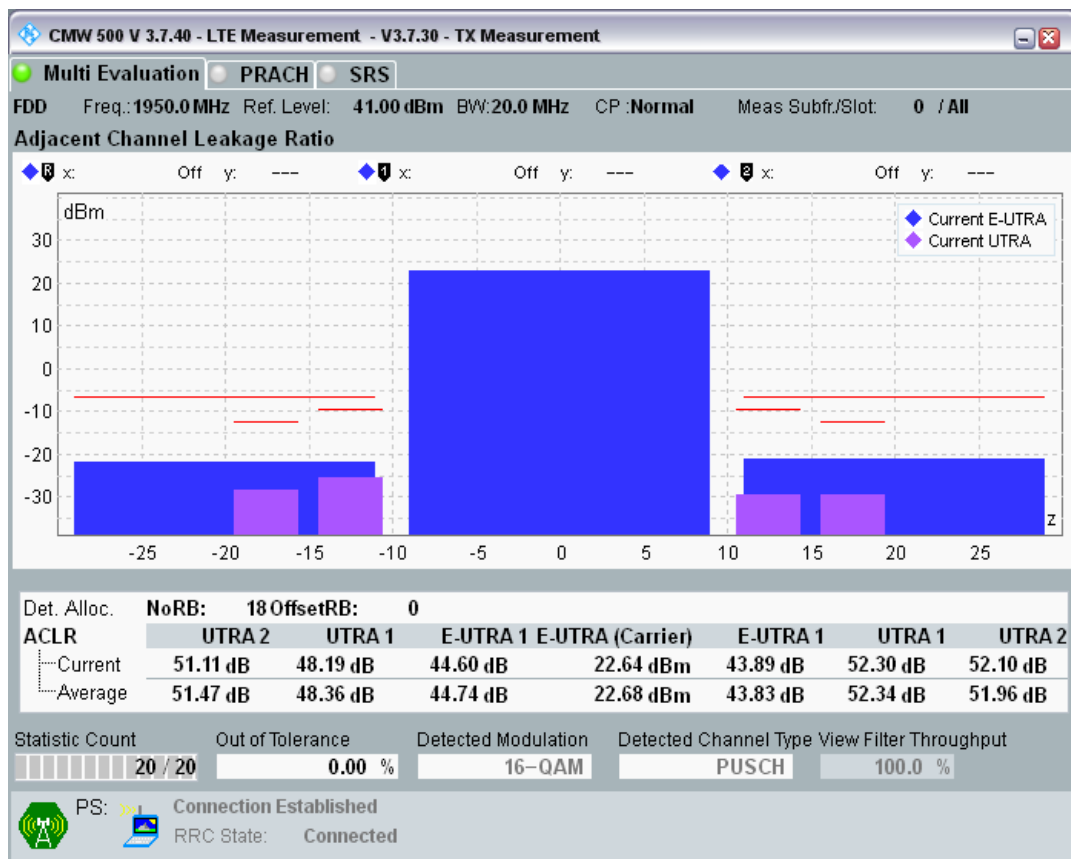 CMW 500 V 3.7.40 - LTE Measurement - V3.7.30 - TX Measurement
Multi Evaluation PRACH SRS
FDD Freq.:1950.0 MHz Ref. Level: 41.00 dBm BW:20.0 MHz CP :Normal Meas Subfr./Slot: 0 / All
Adjacent Channel Leakage Ratio
R x: Off y: --- 1 x: Off y: --- 2 x: Off y: ---
dBm
Current E-UTRA
Current UTRA
30
20
10
0
-10
-20
-30
z
-25 -20 -15 -10 -5 0 5 10 15 20 25
Det. Alloc. NoRB: 18 OffsetRB: 0
ACLR UTRA 2 UTRA 1 E-UTRA 1 E-UTRA (Carrier) E-UTRA 1 UTRA 1 UTRA 2
Current 51.11 dB 48.19 dB 44.60 dB 22.64 dBm 43.89 dB 52.30 dB 52.10 dB
Average 51.47 dB 48.36 dB 44.74 dB 22.68 dBm 43.83 dB 52.34 dB 51.96 dB
Statistic Count Out of Tolerance Detected Modulation Detected Channel Type View Filter Throughput
20 / 20 0.00 % 16-QAM PUSCH 100.0 %
PS: Connection Established
RRC State: Connected